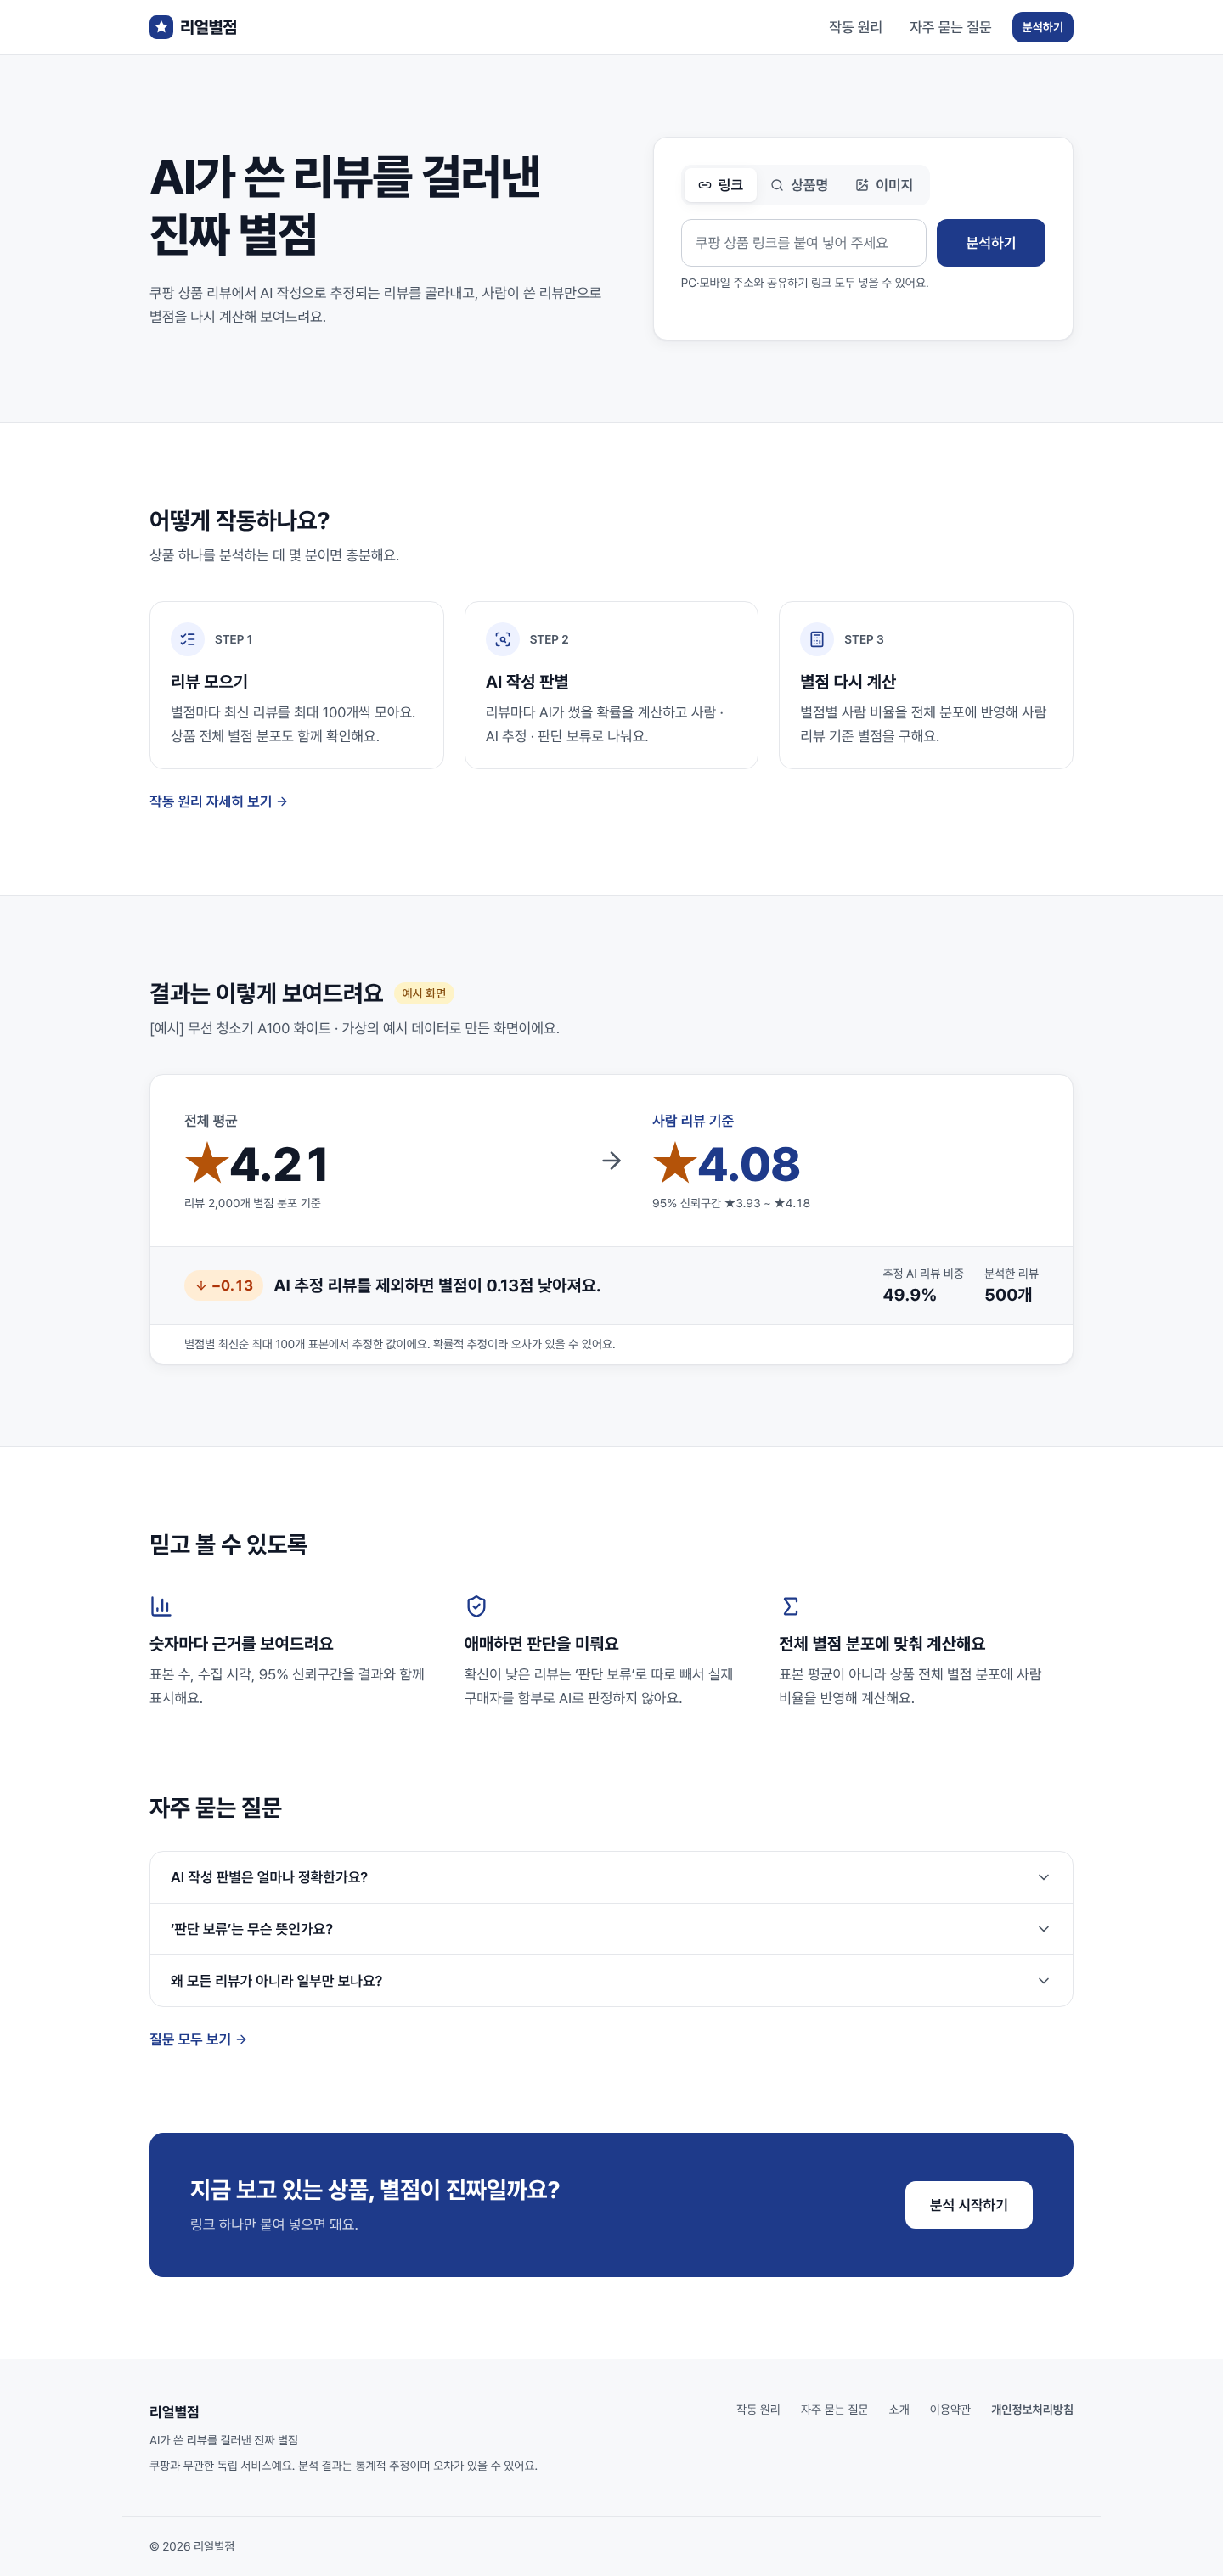 리얼별점
작동 원리
자주 묻는 질문
분석하기
AI가 쓴 리뷰를 걸러낸
진짜 별점
쿠팡 상품 리뷰에서 AI 작성으로 추정되는 리뷰를 골라내고, 사람이 쓴 리뷰만으로
별점을 다시 계산해 보여드려요.
링크
상품명
이미지
쿠팡 상품 링크를 붙여 넣어 주세요
분석하기
PC·모바일 주소와 공유하기 링크 모두 넣을 수 있어요.
어떻게 작동하나요?
상품 하나를 분석하는 데 몇 분이면 충분해요.
STEP 1
리뷰 모으기
별점마다 최신 리뷰를 최대 100개씩 모아요.
상품 전체 별점 분포도 함께 확인해요.
STEP 2
AI 작성 판별
리뷰마다 AI가 썼을 확률을 계산하고 사람 ·
AI 추정 · 판단 보류로 나눠요.
STEP 3
별점 다시 계산
별점별 사람 비율을 전체 분포에 반영해 사람
리뷰 기준 별점을 구해요.
작동 원리 자세히 보기 →
결과는 이렇게 보여드려요
예시 화면
[예시] 무선 청소기 A100 화이트 · 가상의 예시 데이터로 만든 화면이에요.
전체 평균
★4.21
리뷰 2,000개 별점 분포 기준
→
사람 리뷰 기준
★4.08
95% 신뢰구간 ★3.93 ~ ★4.18
↓ −0.13
AI 추정 리뷰를 제외하면 별점이 0.13점 낮아져요.
추정 AI 리뷰 비중
49.9%
분석한 리뷰
500개
별점별 최신순 최대 100개 표본에서 추정한 값이에요. 확률적 추정이라 오차가 있을 수 있어요.
믿고 볼 수 있도록
숫자마다 근거를 보여드려요
표본 수, 수집 시각, 95% 신뢰구간을 결과와 함께
표시해요.
애매하면 판단을 미뤄요
확신이 낮은 리뷰는 ‘판단 보류’로 따로 빼서 실제
구매자를 함부로 AI로 판정하지 않아요.
전체 별점 분포에 맞춰 계산해요
표본 평균이 아니라 상품 전체 별점 분포에 사람
비율을 반영해 계산해요.
자주 묻는 질문
AI 작성 판별은 얼마나 정확한가요?
‘판단 보류’는 무슨 뜻인가요?
왜 모든 리뷰가 아니라 일부만 보나요?
질문 모두 보기 →
지금 보고 있는 상품, 별점이 진짜일까요?
링크 하나만 붙여 넣으면 돼요.
분석 시작하기
리얼별점
AI가 쓴 리뷰를 걸러낸 진짜 별점
쿠팡과 무관한 독립 서비스예요. 분석 결과는 통계적 추정이며 오차가 있을 수 있어요.
작동 원리
자주 묻는 질문
소개
이용약관
개인정보처리방침
© 2026 리얼별점